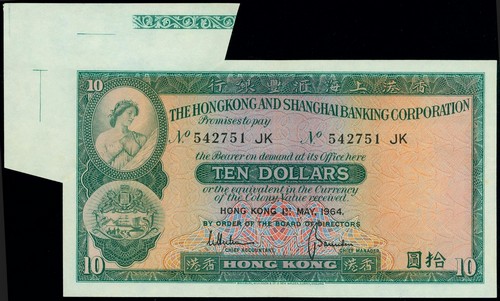 行銀豐滙海上港香
10
THE HONGKONG AND SHANGHAI BANKING CORPORATION
Promises to pay
No 542751 JK No 542751 JK
the Bearer on demand at its Office here
TEN DOLLARS
or the equivalent in the Currency
of the Colony, Value received.
HONG KONG 1ST MAY, 1964.
BY ORDER OF THE BOARD OF DIRECTORS
CHIEF ACCOUNTANT CHIEF MANAGER
圓拾
10 港香 HONG KONG 港香 10